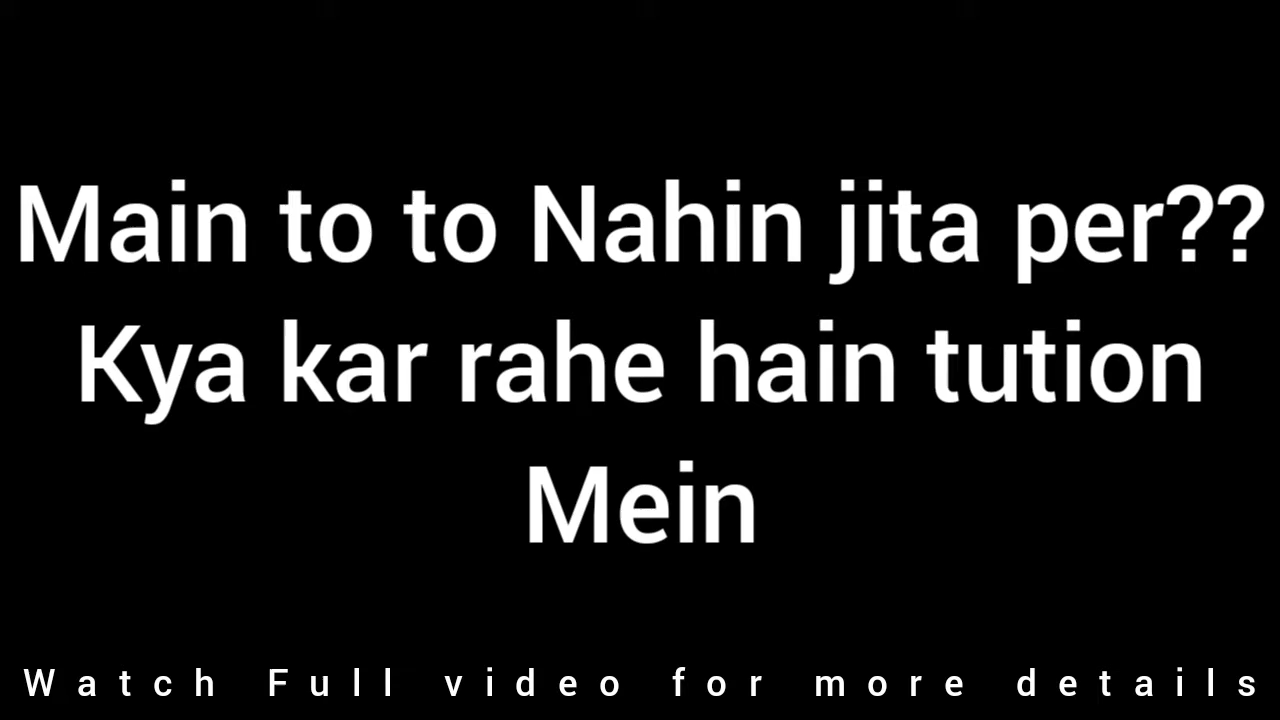 Main to to Nahin jita per??
Kya kar rahe hain tution
Mein
Watch Full video for more details